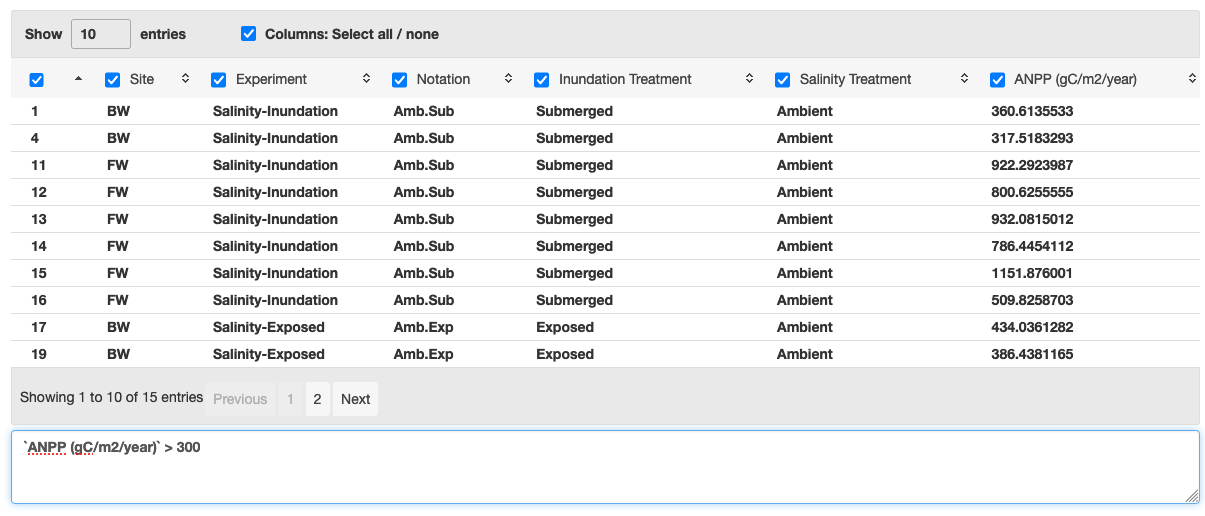 Show 10 entries Columns: Select all / none
Site Experiment Notation Inundation Treatment Salinity Treatment ANPP (gC/m2/year)
1 BW Salinity-Inundation Amb.Sub Submerged Ambient 360.6135533
4 BW Salinity-Inundation Amb.Sub Submerged Ambient 317.5183293
11 FW Salinity-Inundation Amb.Sub Submerged Ambient 922.2923987
12 FW Salinity-Inundation Amb.Sub Submerged Ambient 800.6255555
13 FW Salinity-Inundation Amb.Sub Submerged Ambient 932.0815012
14 FW Salinity-Inundation Amb.Sub Submerged Ambient 786.4454112
15 FW Salinity-Inundation Amb.Sub Submerged Ambient 1151.876001
16 FW Salinity-Inundation Amb.Sub Submerged Ambient 509.8258703
17 BW Salinity-Exposed Amb.Exp Exposed Ambient 434.0361282
19 BW Salinity-Exposed Amb.Exp Exposed Ambient 386.4381165
Showing 1 to 10 of 15 entries Previous 1 2 Next
`ANPP (gC/m2/year)` > 300